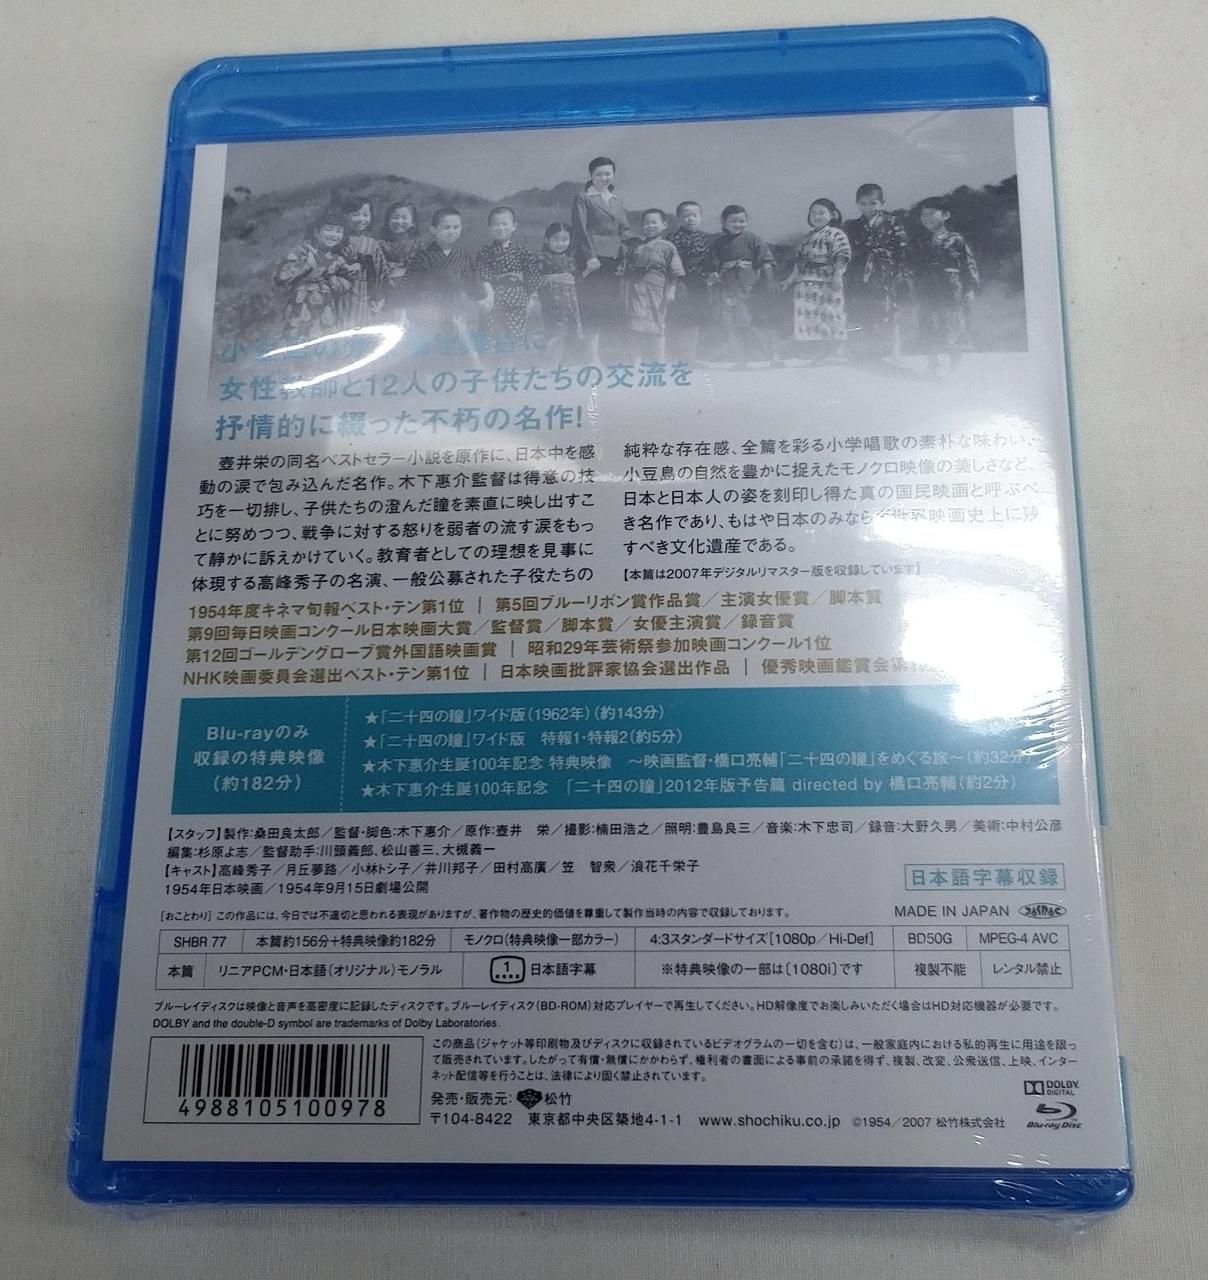 女性教師と12人の子供たちの交流を
抒情的に綴った不朽の名作!
壺井栄の同名ベストセラー小説を原作に、日本中を感
動の涙で包み込んだ名作。木下惠介監督は得意の技
巧を一切排し、子供たちの澄んだ瞳を素直に映し出すこ
とに努めつつ、戦争に対する怒りを弱者の流す涙をもっ
て静かに訴えかけていく。教育者としての理想を見事に
体現する高峰秀子の名演、一般公募された子役たちの
純粋な存在感、全篇を彩る小学唱歌の素朴な味わい、
小豆島の自然を豊かに捉えたモノクロ映像の美しさなど、
日本と日本人の姿を刻印し得た真の国民映画と呼ぶべ
き名作であり、もはや日本のみならず世界映画史上に残
すべき文化遺産である。
【本篇は2007年デジタルリマスター版を収録しています】
1954年度キネマ旬報ベスト・テン第1位 | 第5回ブルーリボン賞作品賞/主演女優賞/脚本賞
第9回毎日映画コンクール日本映画大賞/監督賞/脚本賞/女優主演賞/録音賞
第12回ゴールデングローブ賞外国語映画賞 | 昭和29年芸術祭参加映画コンクール1位
NHK映画委員会選出ベスト・テン第1位 | 日本映画批評家協会選出作品 | 優秀映画鑑賞会
Blu-rayのみ
収録の特典映像
(約182分)
★「二十四の瞳」ワイド版(1962年)(約143分)
★「二十四の瞳」ワイド版 特報1・特報2(約5分)
★木下惠介生誕100年記念 特典映像 ～映画監督・橋口亮輔「二十四の瞳」をめぐる旅～(約32分)
★木下惠介生誕100年記念 「二十四の瞳」2012年版予告篇 directed by 橋口亮輔(約2分)
【スタッフ】製作:桑田良太郎/監督・脚色:木下惠介/原作:壺井 栄/撮影:楠田浩之/照明:豊島良三/音楽:木下忠司/録音:大野久男/美術:中村公彦
編集:杉原よ志/監督助手:川頭義郎、松山善三、大槻義一
【キャスト】高峰秀子/月丘夢路/小林トシ子/井川邦子/田村高廣/笠 智衆/浪花千栄子
1954年日本映画/1954年9月15日劇場公開
日本語字幕収録
[おことわり]この作品には、今日では不適切と思われる表現がありますが、著作物の歴史的価値を尊重して製作当時の内容で収録しております。
MADE IN JAPAN
SHBR 77 本篇約156分+特典映像約182分 モノクロ(特典映像一部カラー) 4:3スタンダードサイズ[1080p/Hi-Def] BD50G MPEG-4 AVC
本篇 リニアPCM・日本語(オリジナル)モノラル 1 日本語字幕 ※特典映像の一部は[1080i]です 複製不能 レンタル禁止
ブルーレイディスクは映像と音声を高密度に記録したディスクです。ブルーレイディスク(BD-ROM)対応プレイヤーで再生してください。HD解像度でお楽しみいただく場合はHD対応機器が必要です。
DOLBY and the double-D symbol are trademarks of Dolby Laboratories.
この商品(ジャケット等印刷物及びディスクに収録されているビデオグラムの一切を含む)は、一般家庭内における私的再生に用途を限っ
て販売されています。したがって有償・無償にかかわらず、権利者の書面による事前の承諾を得ず、複製、改変、公衆送信、上映、インター
ネット配信等を行うことは、法律により固く禁止されています。
4988105100978
発売・販売元:松竹
〒104-8422 東京都中央区築地4-1-1 www.shochiku.co.jp ©1954/2007 松竹株式会社
DOLBY
DIGITAL
Blu-ray Disc